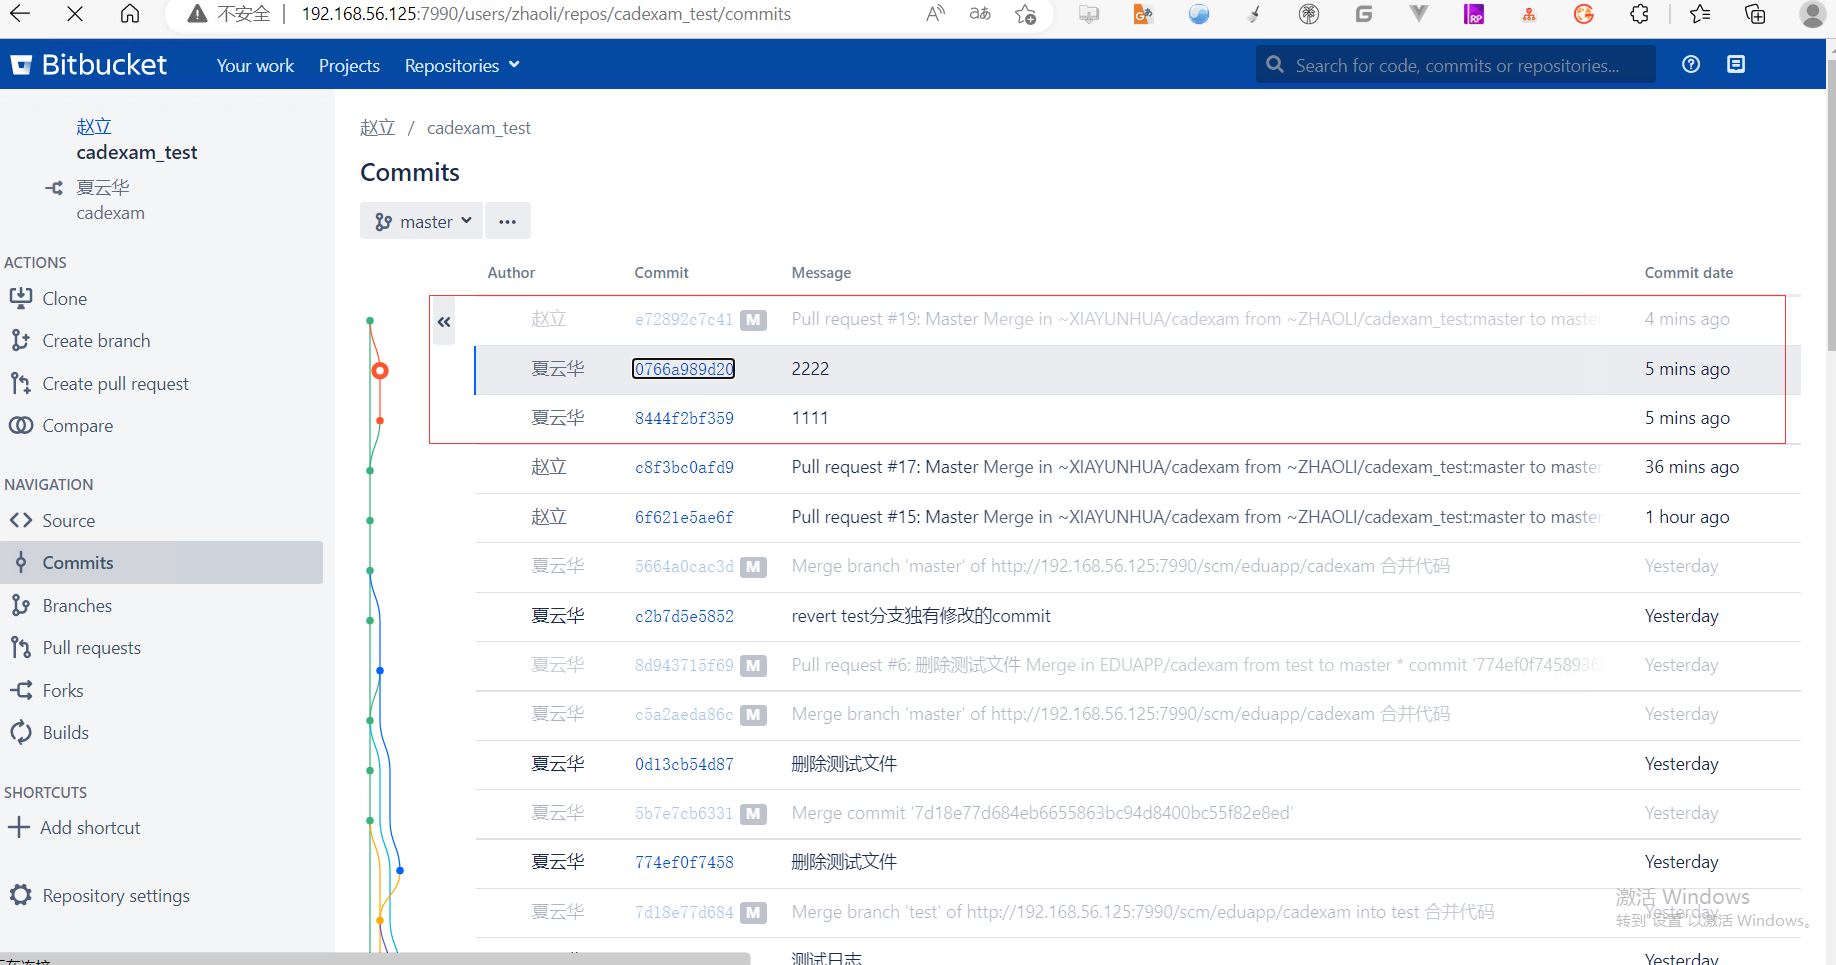 不安全 | 192.168.56.125:7990/users/zhaoli/repos/cadexam_test/commits
Bitbucket Your work Projects Repositories Search for code, commits or repositories...
赵立
cadexam_test
夏云华
cadexam
ACTIONS
Clone
Create branch
Create pull request
Compare
NAVIGATION
Source
Commits
Branches
Pull requests
Forks
Builds
SHORTCUTS
Add shortcut
Repository settings
赵立 / cadexam_test
Commits
master ...
Author Commit Message Commit date
赵立 e72892c7c41 M Pull request #19: Master Merge in ~XIAYUNHUA/cadexam from ~ZHAOLI/cadexam_test:master to master 4 mins ago
夏云华 0766a989d20 2222 5 mins ago
夏云华 8444f2bf359 1111 5 mins ago
赵立 c8f3bc0afd9 Pull request #17: Master Merge in ~XIAYUNHUA/cadexam from ~ZHAOLI/cadexam_test:master to master 36 mins ago
赵立 6f621e5ae6f Pull request #15: Master Merge in ~XIAYUNHUA/cadexam from ~ZHAOLI/cadexam_test:master to master 1 hour ago
夏云华 5664a0cac3d M Merge branch 'master' of http://192.168.56.125:7990/scm/eduapp/cadexam 合并代码 Yesterday
夏云华 c2b7d5e5852 revert test分支独有修改的commit Yesterday
夏云华 8d943715f69 M Pull request #6: 删除测试文件 Merge in EDUAPP/cadexam from test to master * commit '774ef0f7458936 Yesterday
夏云华 c5a2aeda86c M Merge branch 'master' of http://192.168.56.125:7990/scm/eduapp/cadexam 合并代码 Yesterday
夏云华 0d13cb54d87 删除测试文件 Yesterday
夏云华 5b7e7cb6331 M Merge commit '7d18e77d684eb6655863bc94d8400bc55f82e8ed' Yesterday
夏云华 774ef0f7458 删除测试文件 Yesterday
夏云华 7d18e77d684 M Merge branch 'test' of http://192.168.56.125:7990/scm/eduapp/cadexam into test 合并代码 Yesterday
测试日志 Yesterday
激活 Windows
转到"设置"以激活 Windows。